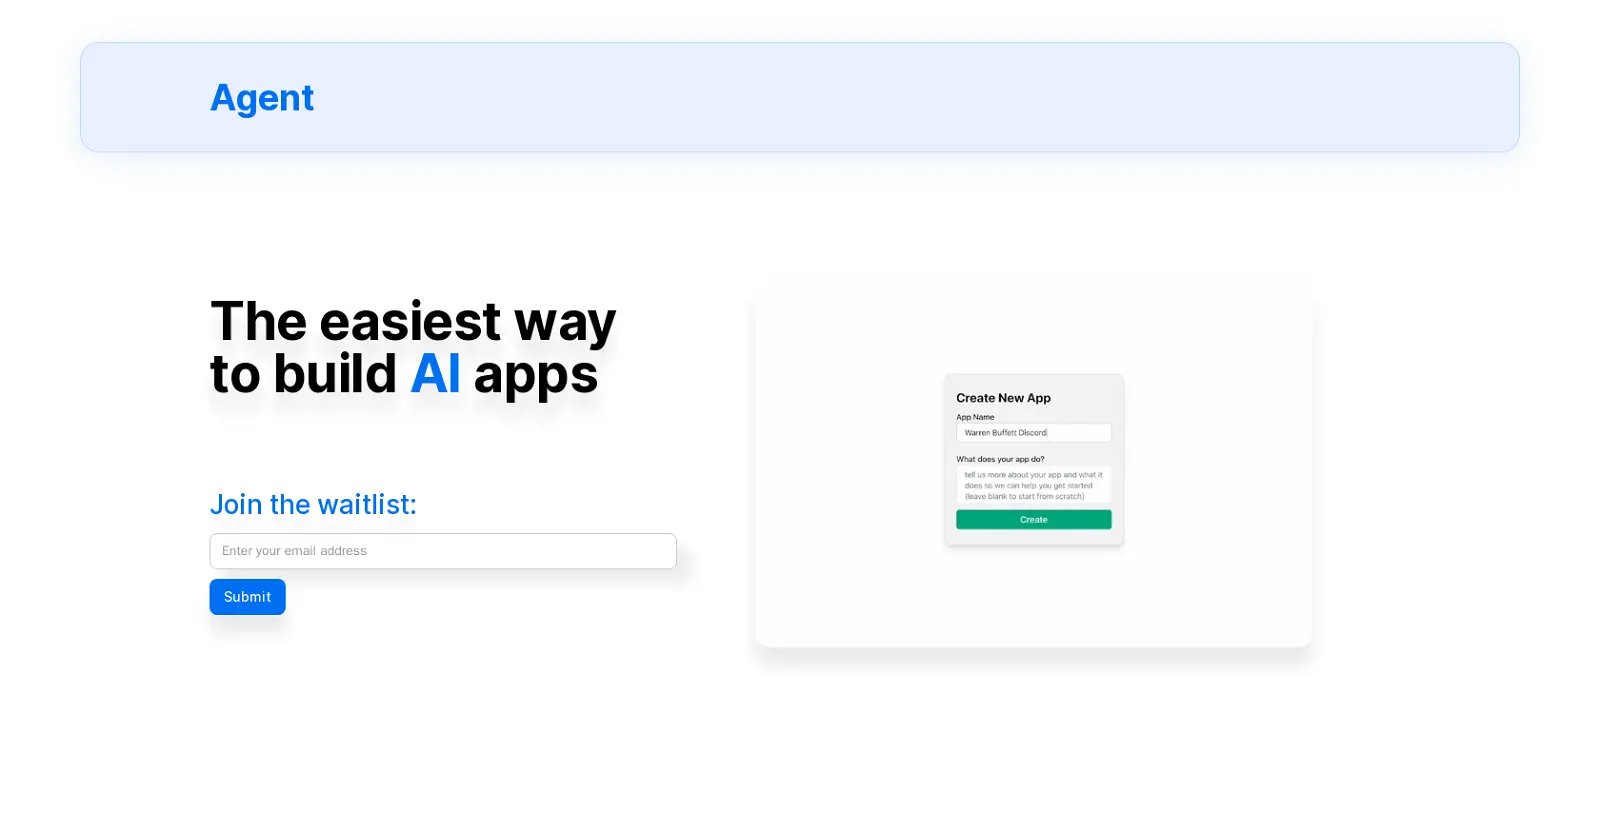 Agent
The easiest way
to build AI apps
Join the waitlist:
Enter your email address
Submit
Create New App
App Name
Warren Buffett Discord
What does your app do?
tell us more about your app and what it
does so we can help you get started
(leave blank to start from scratch)
Create